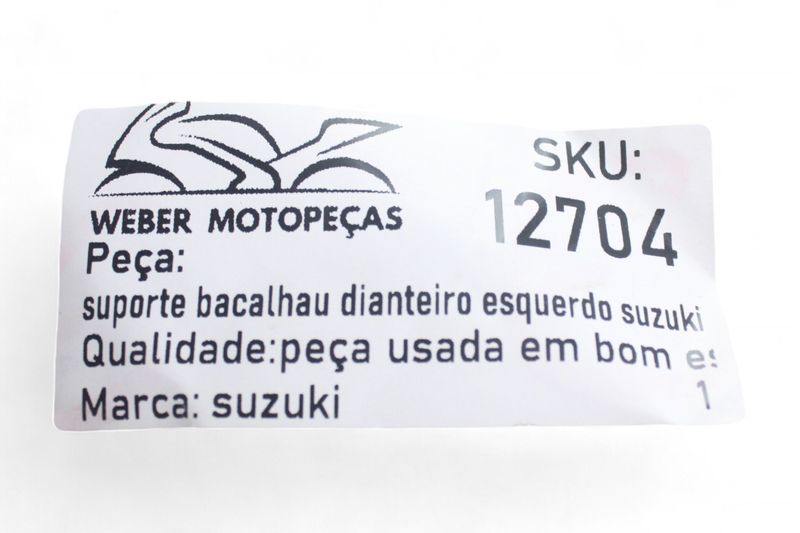 SKU:
12704
WEBER MOTOPEÇAS
Peça:
suporte bacalhau dianteiro esquerdo suzuki
Qualidade:peça usada em bom
Marca: suzuki
1